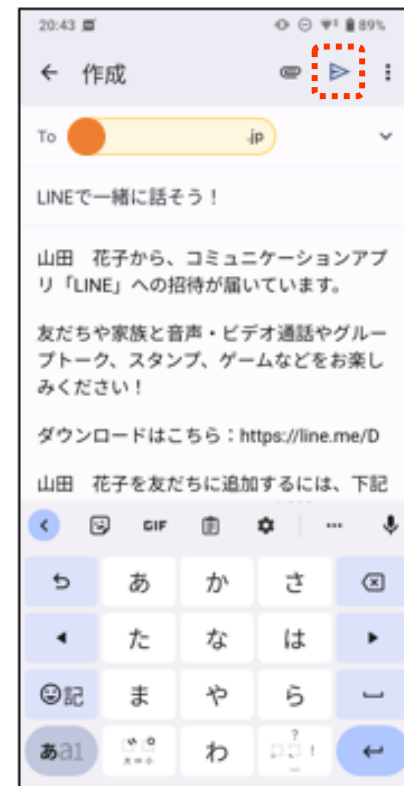 20:43 89%
作成
To .jp
LINEで一緒に話そう！
山田　花子から、コミュニケーションアプ
リ「LINE」への招待が届いています。
友だちや家族と音声・ビデオ通話やグルー
プトーク、スタンプ、ゲームなどをお楽し
みください！
ダウンロードはこちら：https://line.me/D
山田　花子を友だちに追加するには、下記
GIF
あ か さ
た な は
記 ま や ら
あa1 わ ? !